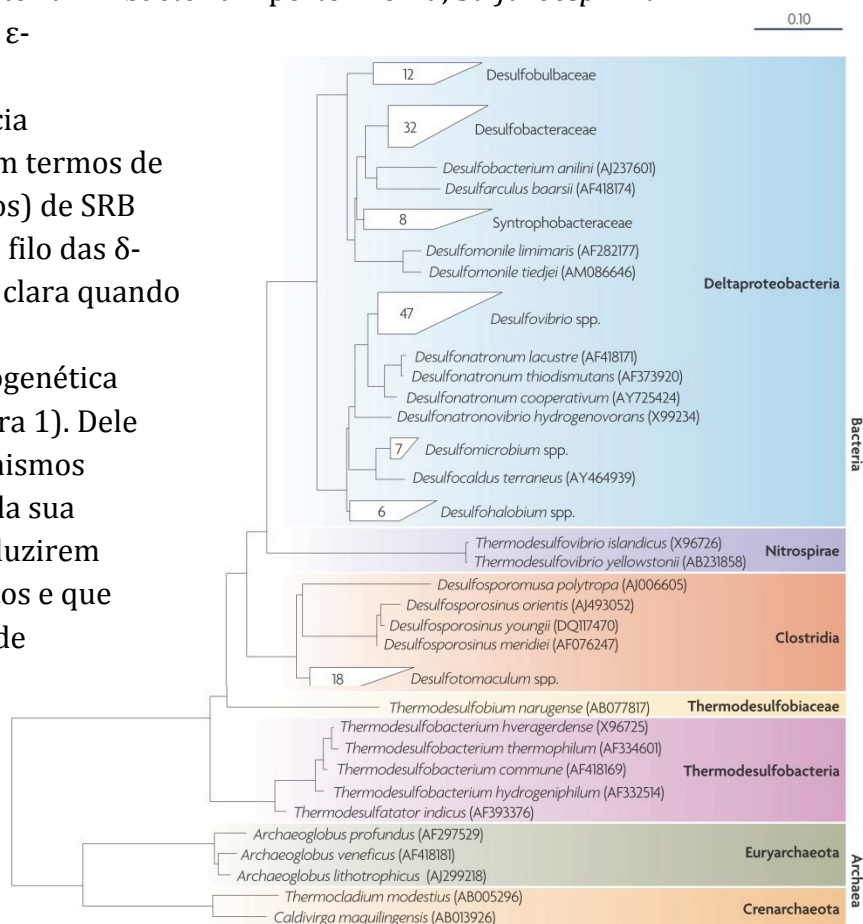 ε-
cia
m termos de
os) de SRB
filo das δ-
clara quando
ogenética
ra 1). Dele
nismos
la sua
luzirem
tos e que
de
0.10
12 Desulfobulbaceae
32 Desulfobacteraceae
Desulfobacterium anilini (AJ237601)
Desulfarculus baarsii (AF418174)
8 Syntrophobacteraceae
Desulfomonile limimaris (AF282177)
Desulfomonile tiedjei (AM086646)
Deltaproteobacteria
47 Desulfovibrio spp.
Desulfonatronum lacustre (AF418171)
Desulfonatronum thiodismutans (AF373920)
Desulfonatronum cooperativum (AY725424)
Desulfonatronovibrio hydrogenovorans (X99234)
7 Desulfomicrobium spp.
Desulfocaldus terraneus (AY464939)
6 Desulfohalobium spp.
Bacteria
Thermodesulfovibrio islandicus (X96726)
Nitrospirae
Thermodesulfovibrio yellowstonii (AB231858)
Desulfosporomusa polytropa (AJ006605)
Desulfosporosinus orientis (AJ493052)
Desulfosporosinus youngii (DQ117470)
Clostridia
Desulfosporosinus meridiei (AF076247)
18 Desulfotomaculum spp.
Thermodesulfobium narugense (AB077817) Thermodesulfobiaceae
Thermodesulfobacterium hveragerdense (X96725)
Thermodesulfobacterium thermophilum (AF334601)
Thermodesulfobacterium commune (AF418169)
Thermodesulfobacteria
Thermodesulfobacterium hydrogeniphilum (AF332514)
Thermodesulfatator indicus (AF393376)
Archaeoglobus profundus (AF297529)
Archaeoglobus veneficus (AF418181)
Euryarchaeota
Archaeoglobus lithotrophicus (AJ299218)
Archaea
Thermocladium modestius (AB005296)
Crenarchaeota
Caldivirga maquilingensis (AB013926)